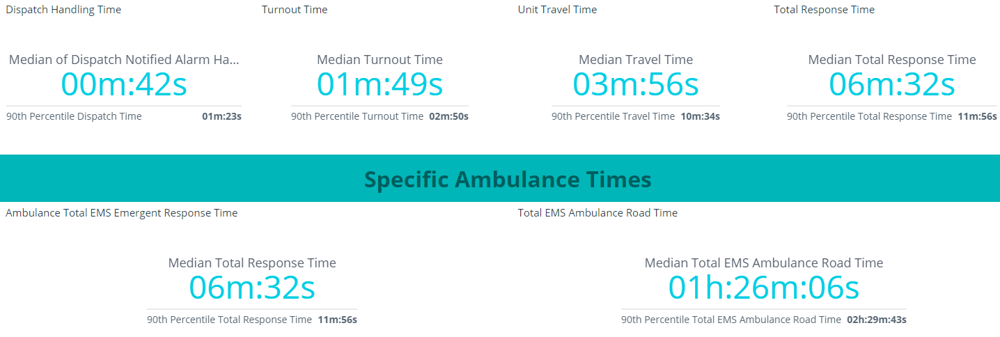 Dispatch Handling Time
Turnout Time
Unit Travel Time
Total Response Time
Median of Dispatch Notified Alarm Ha...
00m:42s
90th Percentile Dispatch Time 01m:23s
Median Turnout Time
01m:49s
90th Percentile Turnout Time 02m:50s
Median Travel Time
03m:56s
90th Percentile Travel Time 10m:34s
Median Total Response Time
06m:32s
90th Percentile Total Response Time 11m:56s
Specific Ambulance Times
Ambulance Total EMS Emergent Response Time
Total EMS Ambulance Road Time
Median Total Response Time
06m:32s
90th Percentile Total Response Time 11m:56s
Median Total EMS Ambulance Road Time
01h:26m:06s
90th Percentile Total EMS Ambulance Road Time 02h:29m:43s